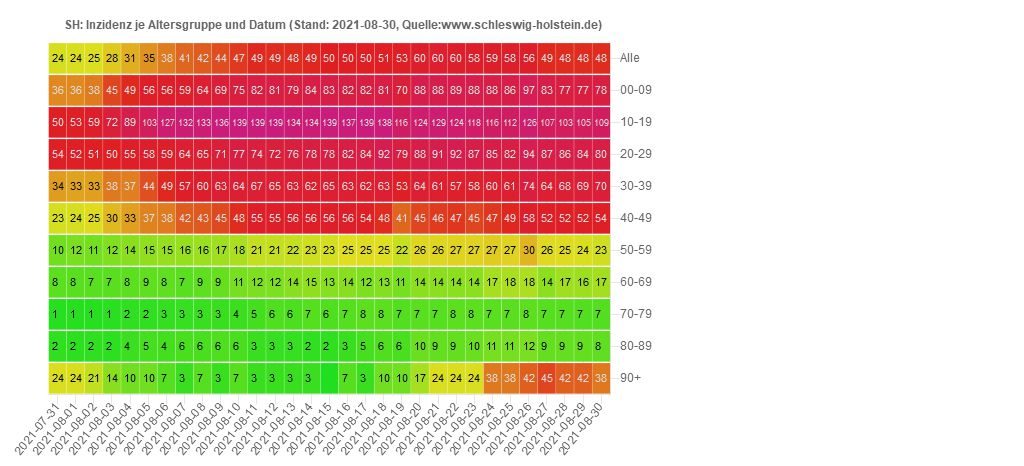 SH: Inzidenz je Altersgruppe und Datum (Stand: 2021-08-30, Quelle:www.schleswig-holstein.de)
24 24 25 28 31 35 38 41 42 44 47 49 49 48 49 50 50 50 51 53 60 60 60 58 59 58 56 49 48 48 48 Alle
36 36 38 45 49 56 56 59 64 69 75 82 81 79 84 83 82 82 81 70 88 88 89 88 88 86 97 83 77 77 78 00-09
50 53 59 72 89 103 127 132 133 136 139 139 139 134 134 139 137 139 138 116 124 129 124 118 116 112 126 107 103 105 109 10-19
54 52 51 50 55 58 59 64 65 71 77 74 72 76 78 78 82 84 92 79 88 91 92 87 85 82 94 87 86 84 80 20-29
34 33 33 38 37 44 49 57 60 63 64 67 65 63 62 65 63 62 63 53 64 61 57 58 60 61 74 64 68 69 70 30-39
23 24 25 30 33 37 38 42 43 45 48 55 55 56 56 56 56 54 48 41 45 46 47 45 47 49 58 52 52 52 54 40-49
10 12 11 12 14 15 15 16 16 17 18 21 21 22 23 23 25 25 25 22 26 26 27 27 27 27 30 26 25 24 23 50-59
8 8 7 7 8 9 8 7 9 9 11 12 12 14 15 13 14 12 13 11 14 14 14 14 17 18 18 14 17 16 17 60-69
1 1 1 1 2 2 3 3 3 3 4 5 6 6 7 6 7 8 8 7 7 7 8 8 7 7 8 7 7 7 7 70-79
2 2 2 2 4 5 4 6 6 6 6 3 3 3 2 2 3 5 6 6 10 9 9 10 11 11 12 9 9 9 8 80-89
24 24 21 14 10 10 7 3 7 3 7 3 3 3 3 7 3 10 10 17 24 24 24 38 38 42 45 42 42 38 90+
2021-07-31 2021-08-01 2021-08-02 2021-08-03 2021-08-04 2021-08-05 2021-08-06 2021-08-07 2021-08-08 2021-08-09 2021-08-10 2021-08-11 2021-08-12 2021-08-13 2021-08-14 2021-08-15 2021-08-16 2021-08-17 2021-08-18 2021-08-19 2021-08-20 2021-08-21 2021-08-22 2021-08-23 2021-08-24 2021-08-25 2021-08-26 2021-08-27 2021-08-28 2021-08-29 2021-08-30